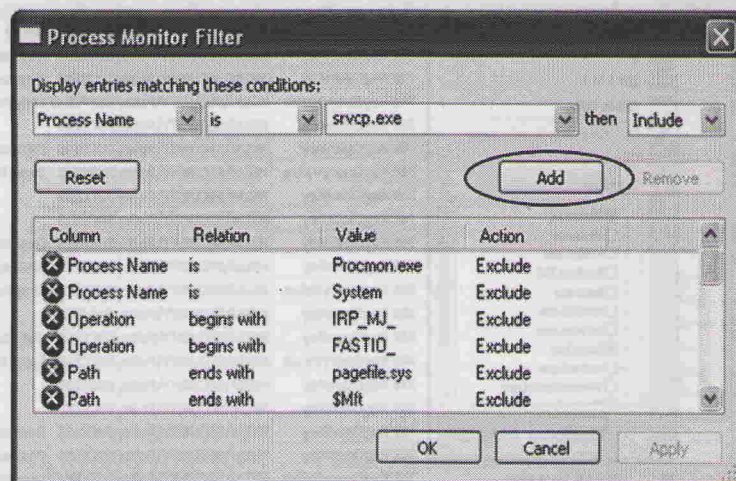 Process Monitor Filter
Display entries matching these conditions:
Process Name is srvcp.exe then Include
Reset Add Remove
Column Relation Value Action
Process Name is Procmon.exe Exclude
Process Name is System Exclude
Operation begins with IRP_MJ_ Exclude
Operation begins with FASTIO_ Exclude
Path ends with pagefile.sys Exclude
Path ends with $Mft Exclude
OK Cancel Apply